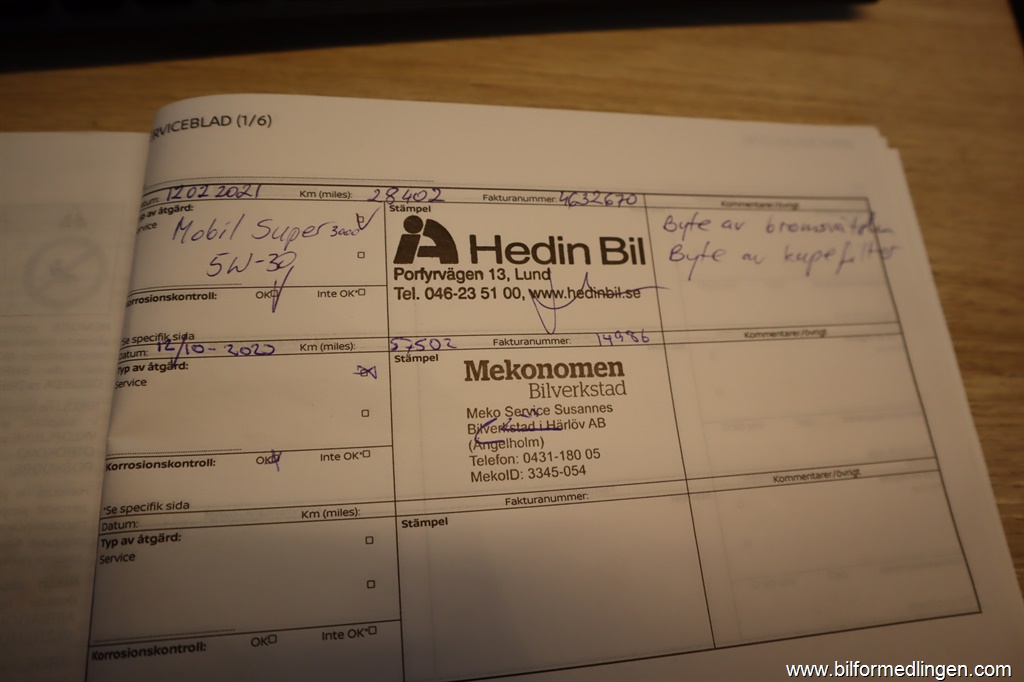 RVICEBLAD (1/6)
12 02 2021 Km (miles): 28402 Fakturanummer: 4632670 Kommentarer/övrigt
p av åtgärd: Stämpel
ervice Mobil Super 3000 Byte av bromsvätska
5W-30 Byte av kupefilter
Hedin Bil
Porfyrvägen 13, Lund
Tel. 046-23 51 00, www.hedinbil.se
orrosionskontroll: OK Inte OK*
Se specifik sida
Datum: 12/10-2023 Km (miles): 57502 Fakturanummer: 14986 Kommentarer/övrigt
Typ av åtgärd: Stämpel
Service
Mekonomen
Bilverkstad
Meko Service Susannes
Bilverkstad i Härlöv AB
(Ängelholm)
Telefon: 0431-180 05
MekoID: 3345-054
Korrosionskontroll: OK Inte OK*
*Se specifik sida
Datum: Km (miles): Fakturanummer: Kommentarer/övrigt
Typ av åtgärd: Stämpel
Service
Korrosionskontroll: OK Inte OK*
www.bilformedlingen.com